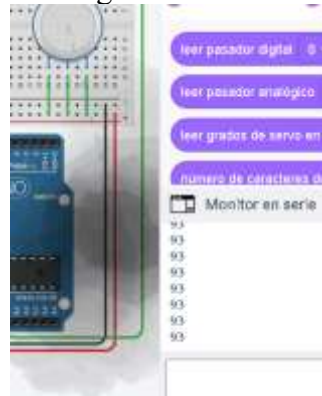 leer pasador digital 0
leer pasador analógico
leer grados de servo en
número de caracteres d
Monitor en serie
93
93
93
93
93
93
93
93